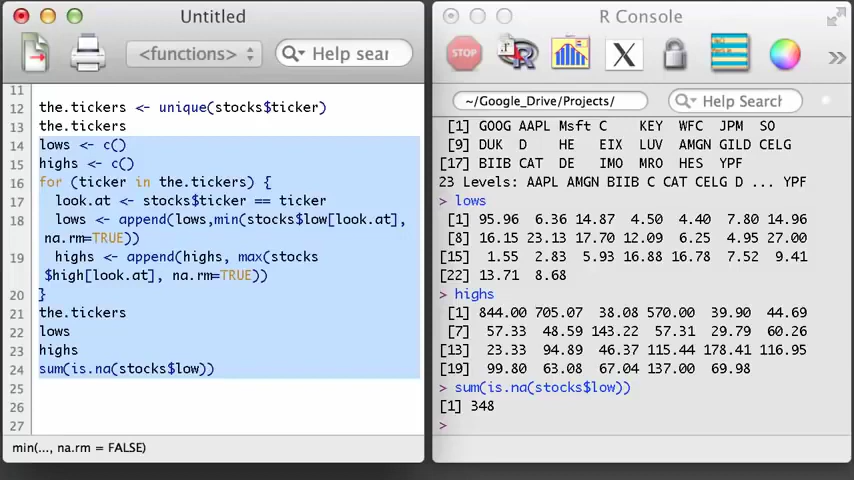 Untitled
<functions>
Help sear
11
12 the.tickers <- unique(stocks$ticker)
13 the.tickers
14 lows <- c()
15 highs <- c()
16 for (ticker in the.tickers) {
17 look.at <- stocks$ticker == ticker
18 lows <- append(lows,min(stocks$low[look.at],
na.rm=TRUE))
19 highs <- append(highs, max(stocks
$high[look.at], na.rm=TRUE))
20 }
21 the.tickers
22 lows
23 highs
24 sum(is.na(stocks$low))
25
26
27
min(..., na.rm = FALSE)
R Console
STOP
R
X
»
~/Google_Drive/Projects/
Help Search
[1] GOOG AAPL Msft C KEY WFC JPM SO
[9] DUK D HE EIX LUV AMGN GILD CELG
[17] BIIB CAT DE IMO MRO HES YPF
23 Levels: AAPL AMGN BIIB C CAT CELG D ... YPF
> lows
[1] 95.96 6.36 14.87 4.50 4.40 7.80 14.96
[8] 16.15 23.13 17.70 12.09 6.25 4.95 27.00
[15] 1.55 2.83 5.93 16.88 16.78 7.52 9.41
[22] 13.71 8.68
> highs
[1] 844.00 705.07 38.08 570.00 39.90 44.69
[7] 57.33 48.59 143.22 57.31 29.79 60.26
[13] 23.33 94.89 46.37 115.44 178.41 116.95
[19] 99.80 63.08 67.04 137.00 69.98
> sum(is.na(stocks$low))
[1] 348
>